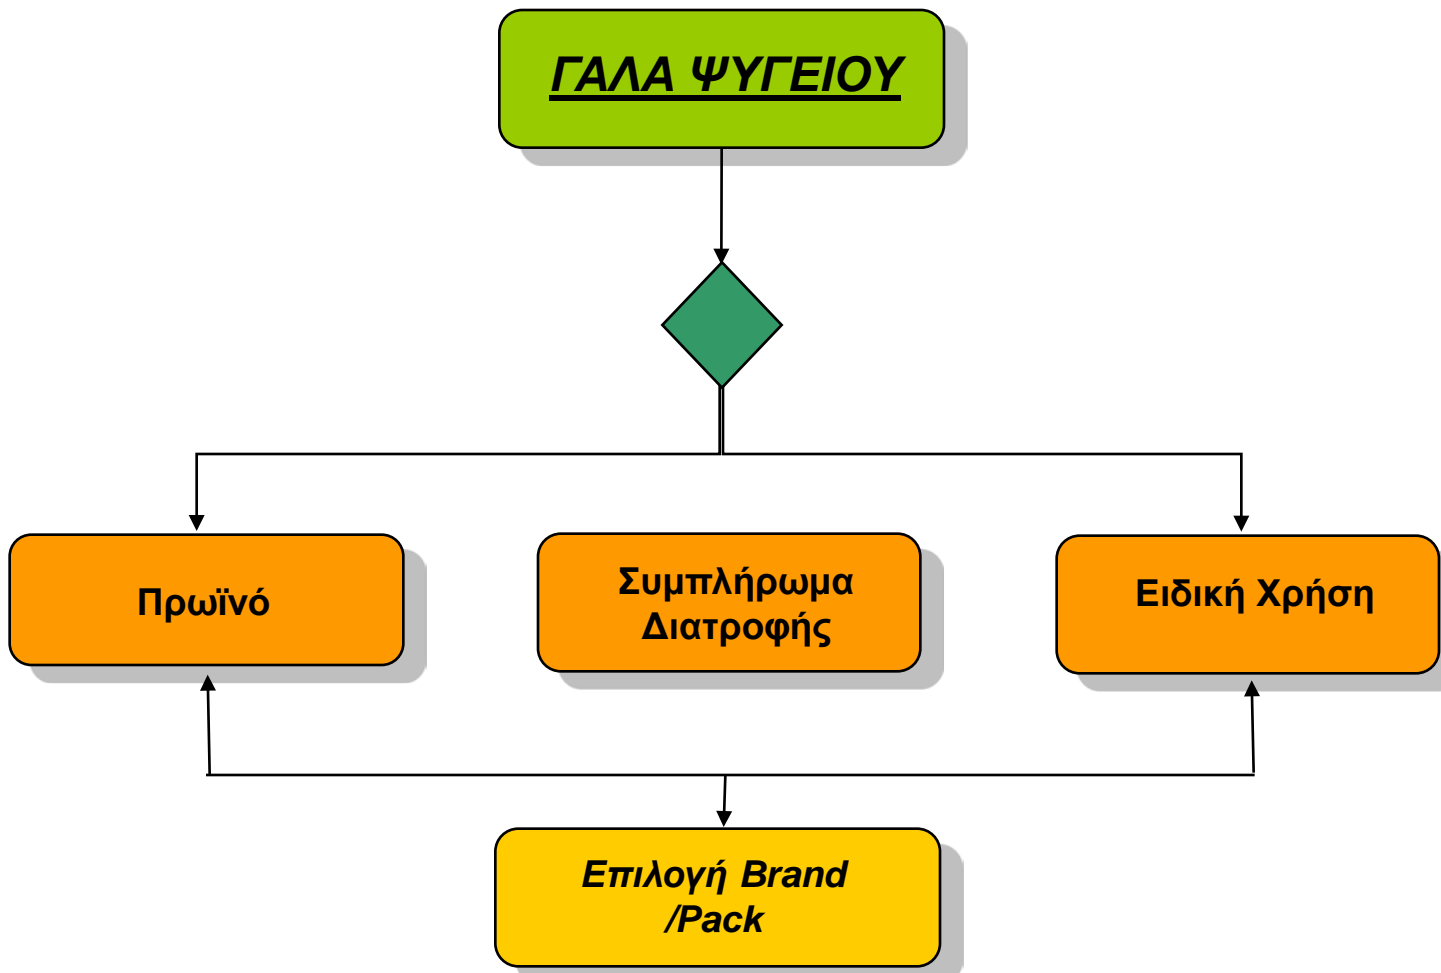 ΓΑΛΑ ΨΥΓΕΙΟΥ
Πρωϊνό
Συμπλήρωμα
Διατροφής
Ειδική Χρήση
Επιλογή Brand
/Pack